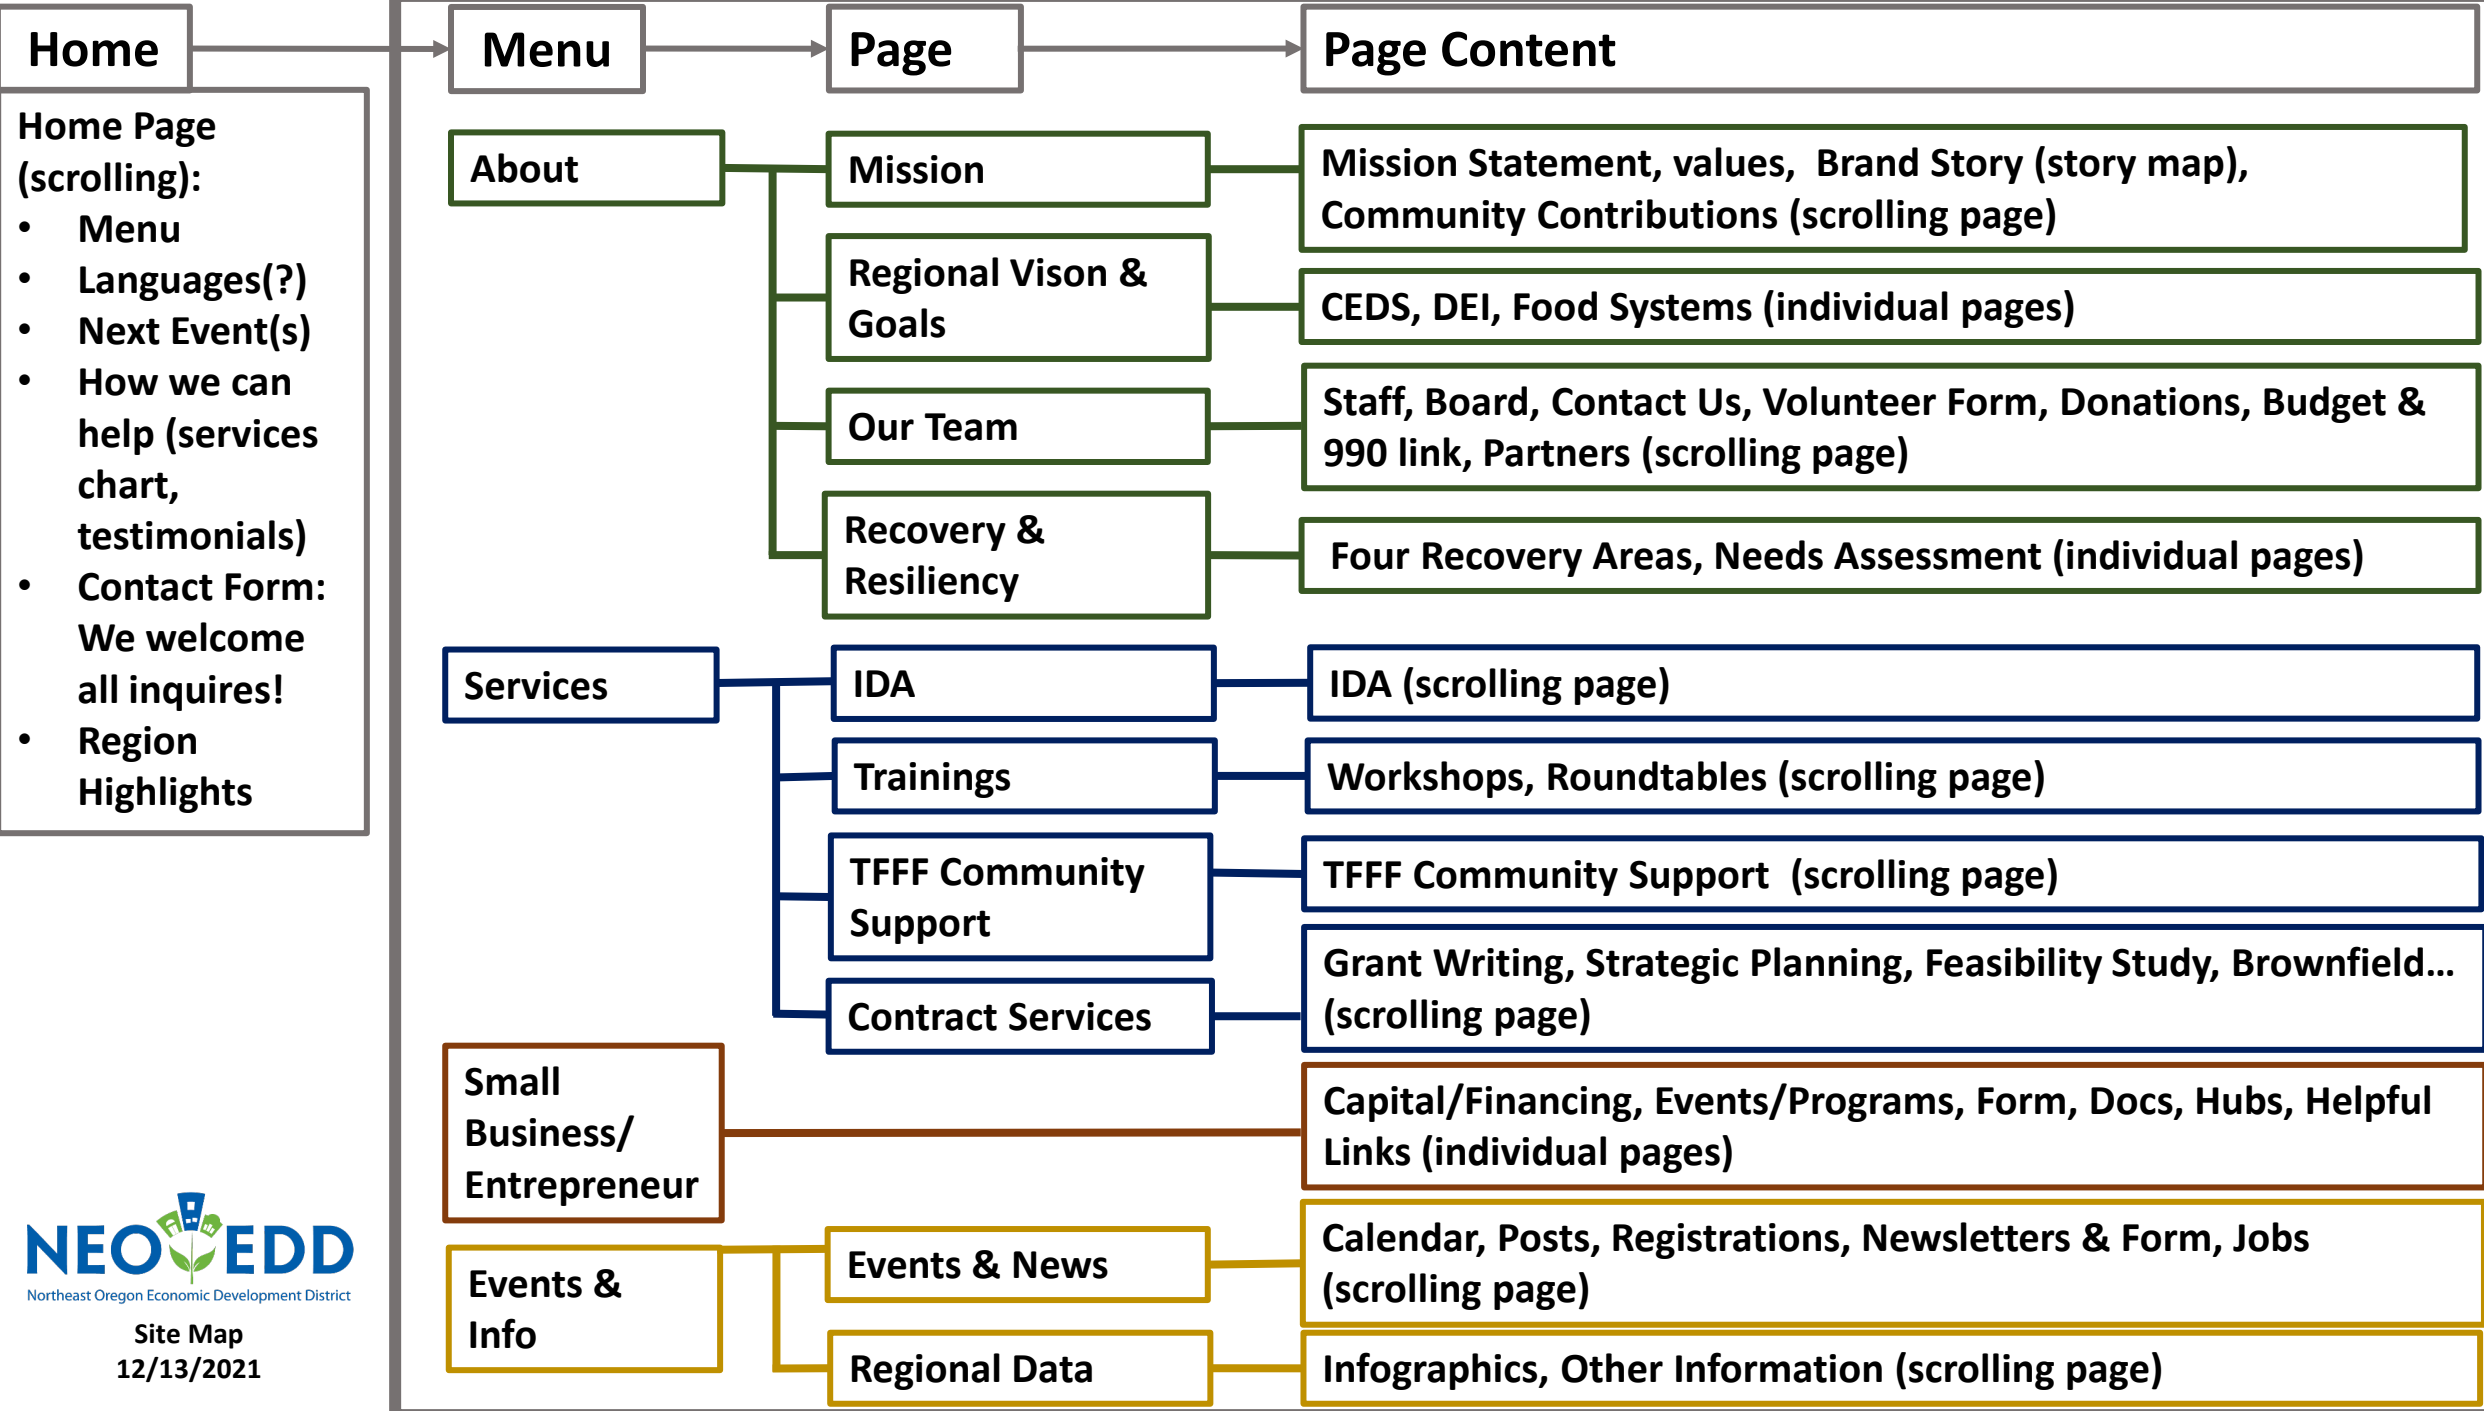 Home
Menu
Page
Page Content
Home Page
(scrolling):
• Menu
• Languages(?)
• Next Event(s)
• How we can
help (services
chart,
testimonials)
• Contact Form:
We welcome
all inquires!
• Region
Highlights
About
Mission
Mission Statement, values,  Brand Story (story map),
Community Contributions (scrolling page)
Regional Vison &
Goals
CEDS, DEI, Food Systems (individual pages)
Our Team
Staff, Board, Contact Us, Volunteer Form, Donations, Budget &
990 link, Partners (scrolling page)
Recovery &
Resiliency
Four Recovery Areas, Needs Assessment (individual pages)
Services
IDA
IDA (scrolling page)
Trainings
Workshops, Roundtables (scrolling page)
TFFF Community
Support
TFFF Community Support  (scrolling page)
Contract Services
Grant Writing, Strategic Planning, Feasibility Study, Brownfield…
(scrolling page)
Small
Business/
Entrepreneur
Capital/Financing, Events/Programs, Form, Docs, Hubs, Helpful
Links (individual pages)
Events &
Info
Events & News
Calendar, Posts, Registrations, Newsletters & Form, Jobs
(scrolling page)
Regional Data
Infographics, Other Information (scrolling page)
NEO EDD
Northeast Oregon Economic Development District
Site Map
12/13/2021